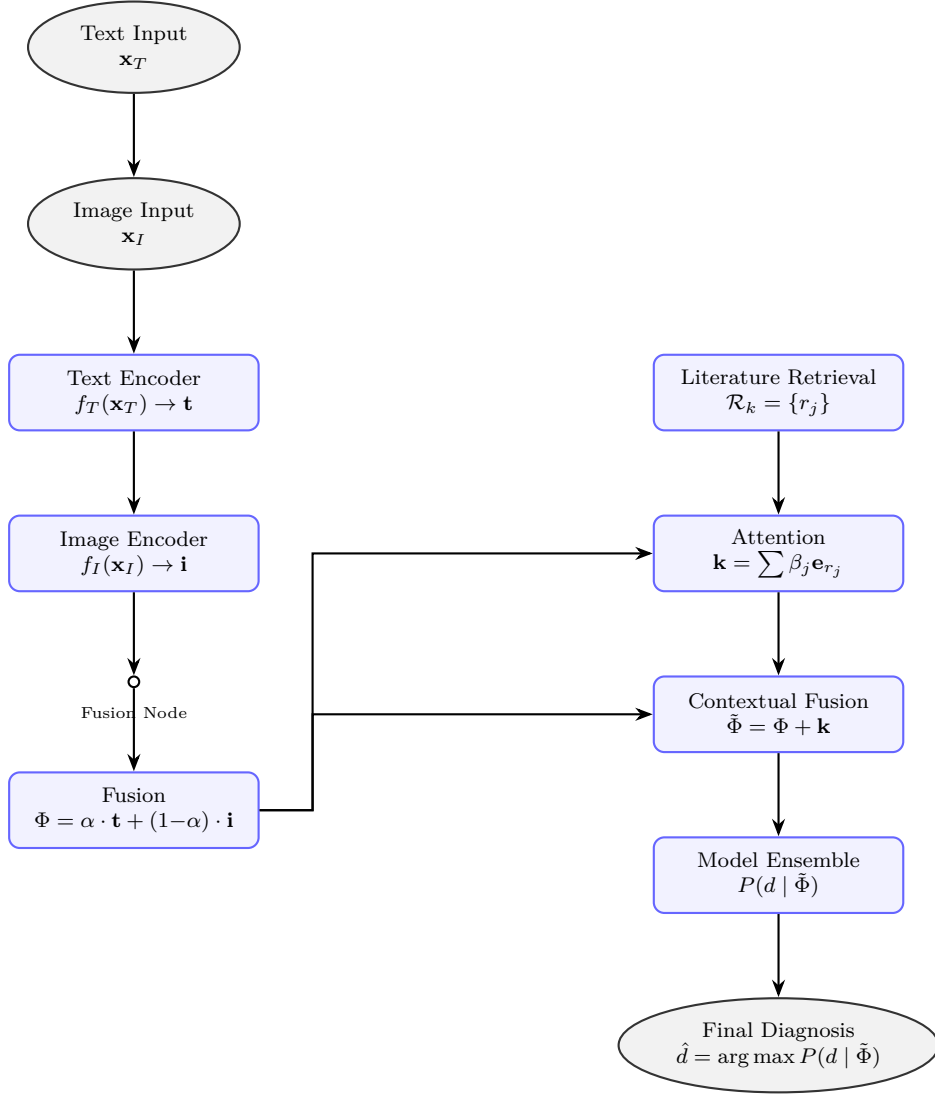 Text Input
𝐱_T
Image Input
𝐱_I
Text Encoder
f_T(𝐱_T) → 𝐭
Image Encoder
f_I(𝐱_I) → 𝐢
Fusion Node
Fusion
Φ = α · 𝐭 + (1−α) · 𝐢
Literature Retrieval
ℛ_k = {r_j}
Attention
𝐤 = ∑ β_j 𝐞_{r_j}
Contextual Fusion
Φ̃ = Φ + 𝐤
Model Ensemble
P(d | Φ̃)
Final Diagnosis
d̂ = arg max P(d | Φ̃)